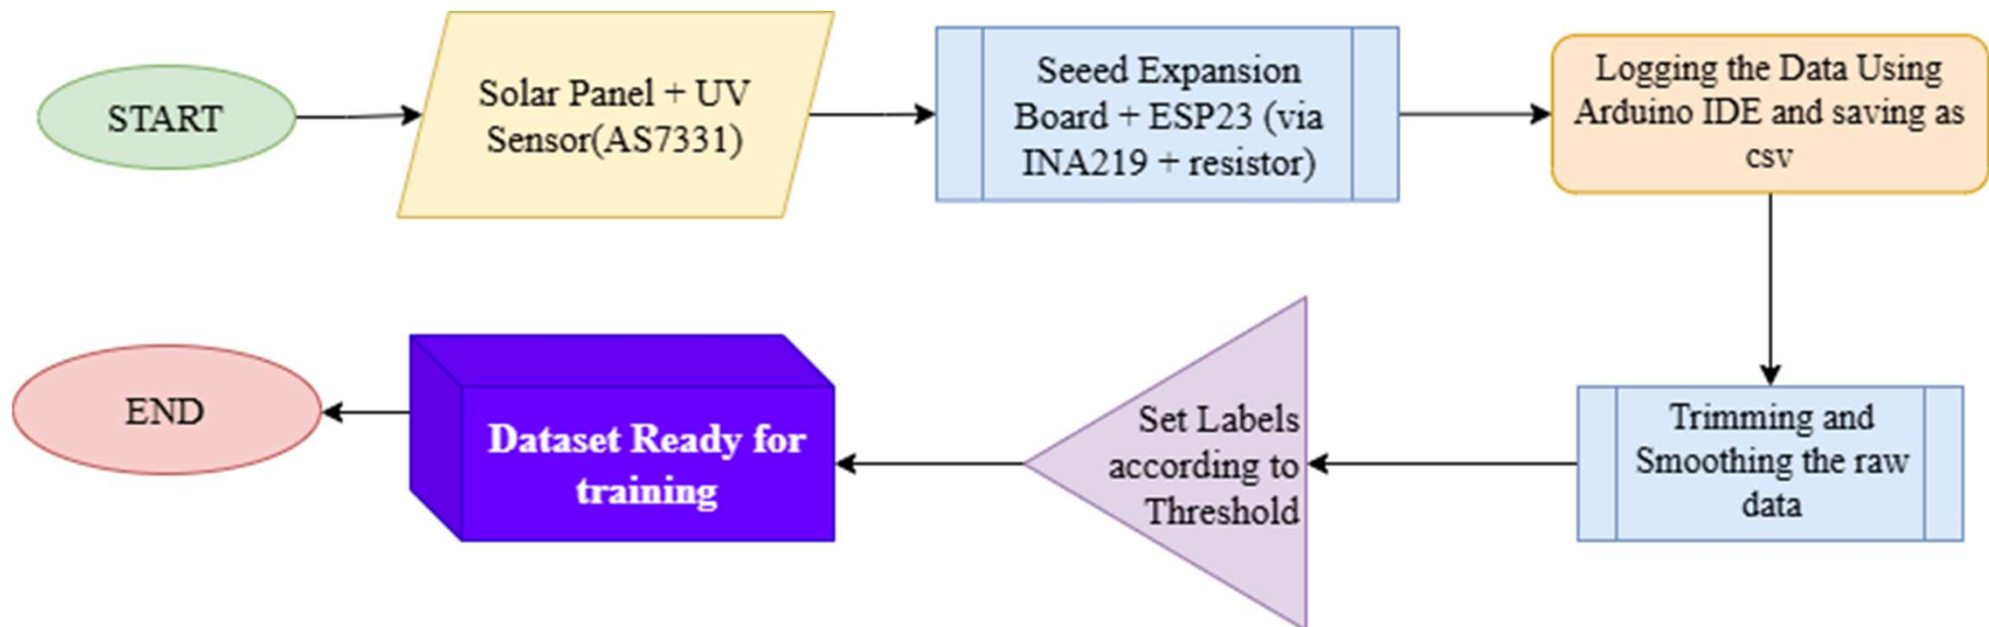 START
Solar Panel + UV
Sensor(AS7331)
Seeed Expansion
Board + ESP23 (via
INA219 + resistor)
Logging the Data Using
Arduino IDE and saving as
csv
Trimming and
Smoothing the raw
data
Set Labels
according to
Threshold
Dataset Ready for
training
END